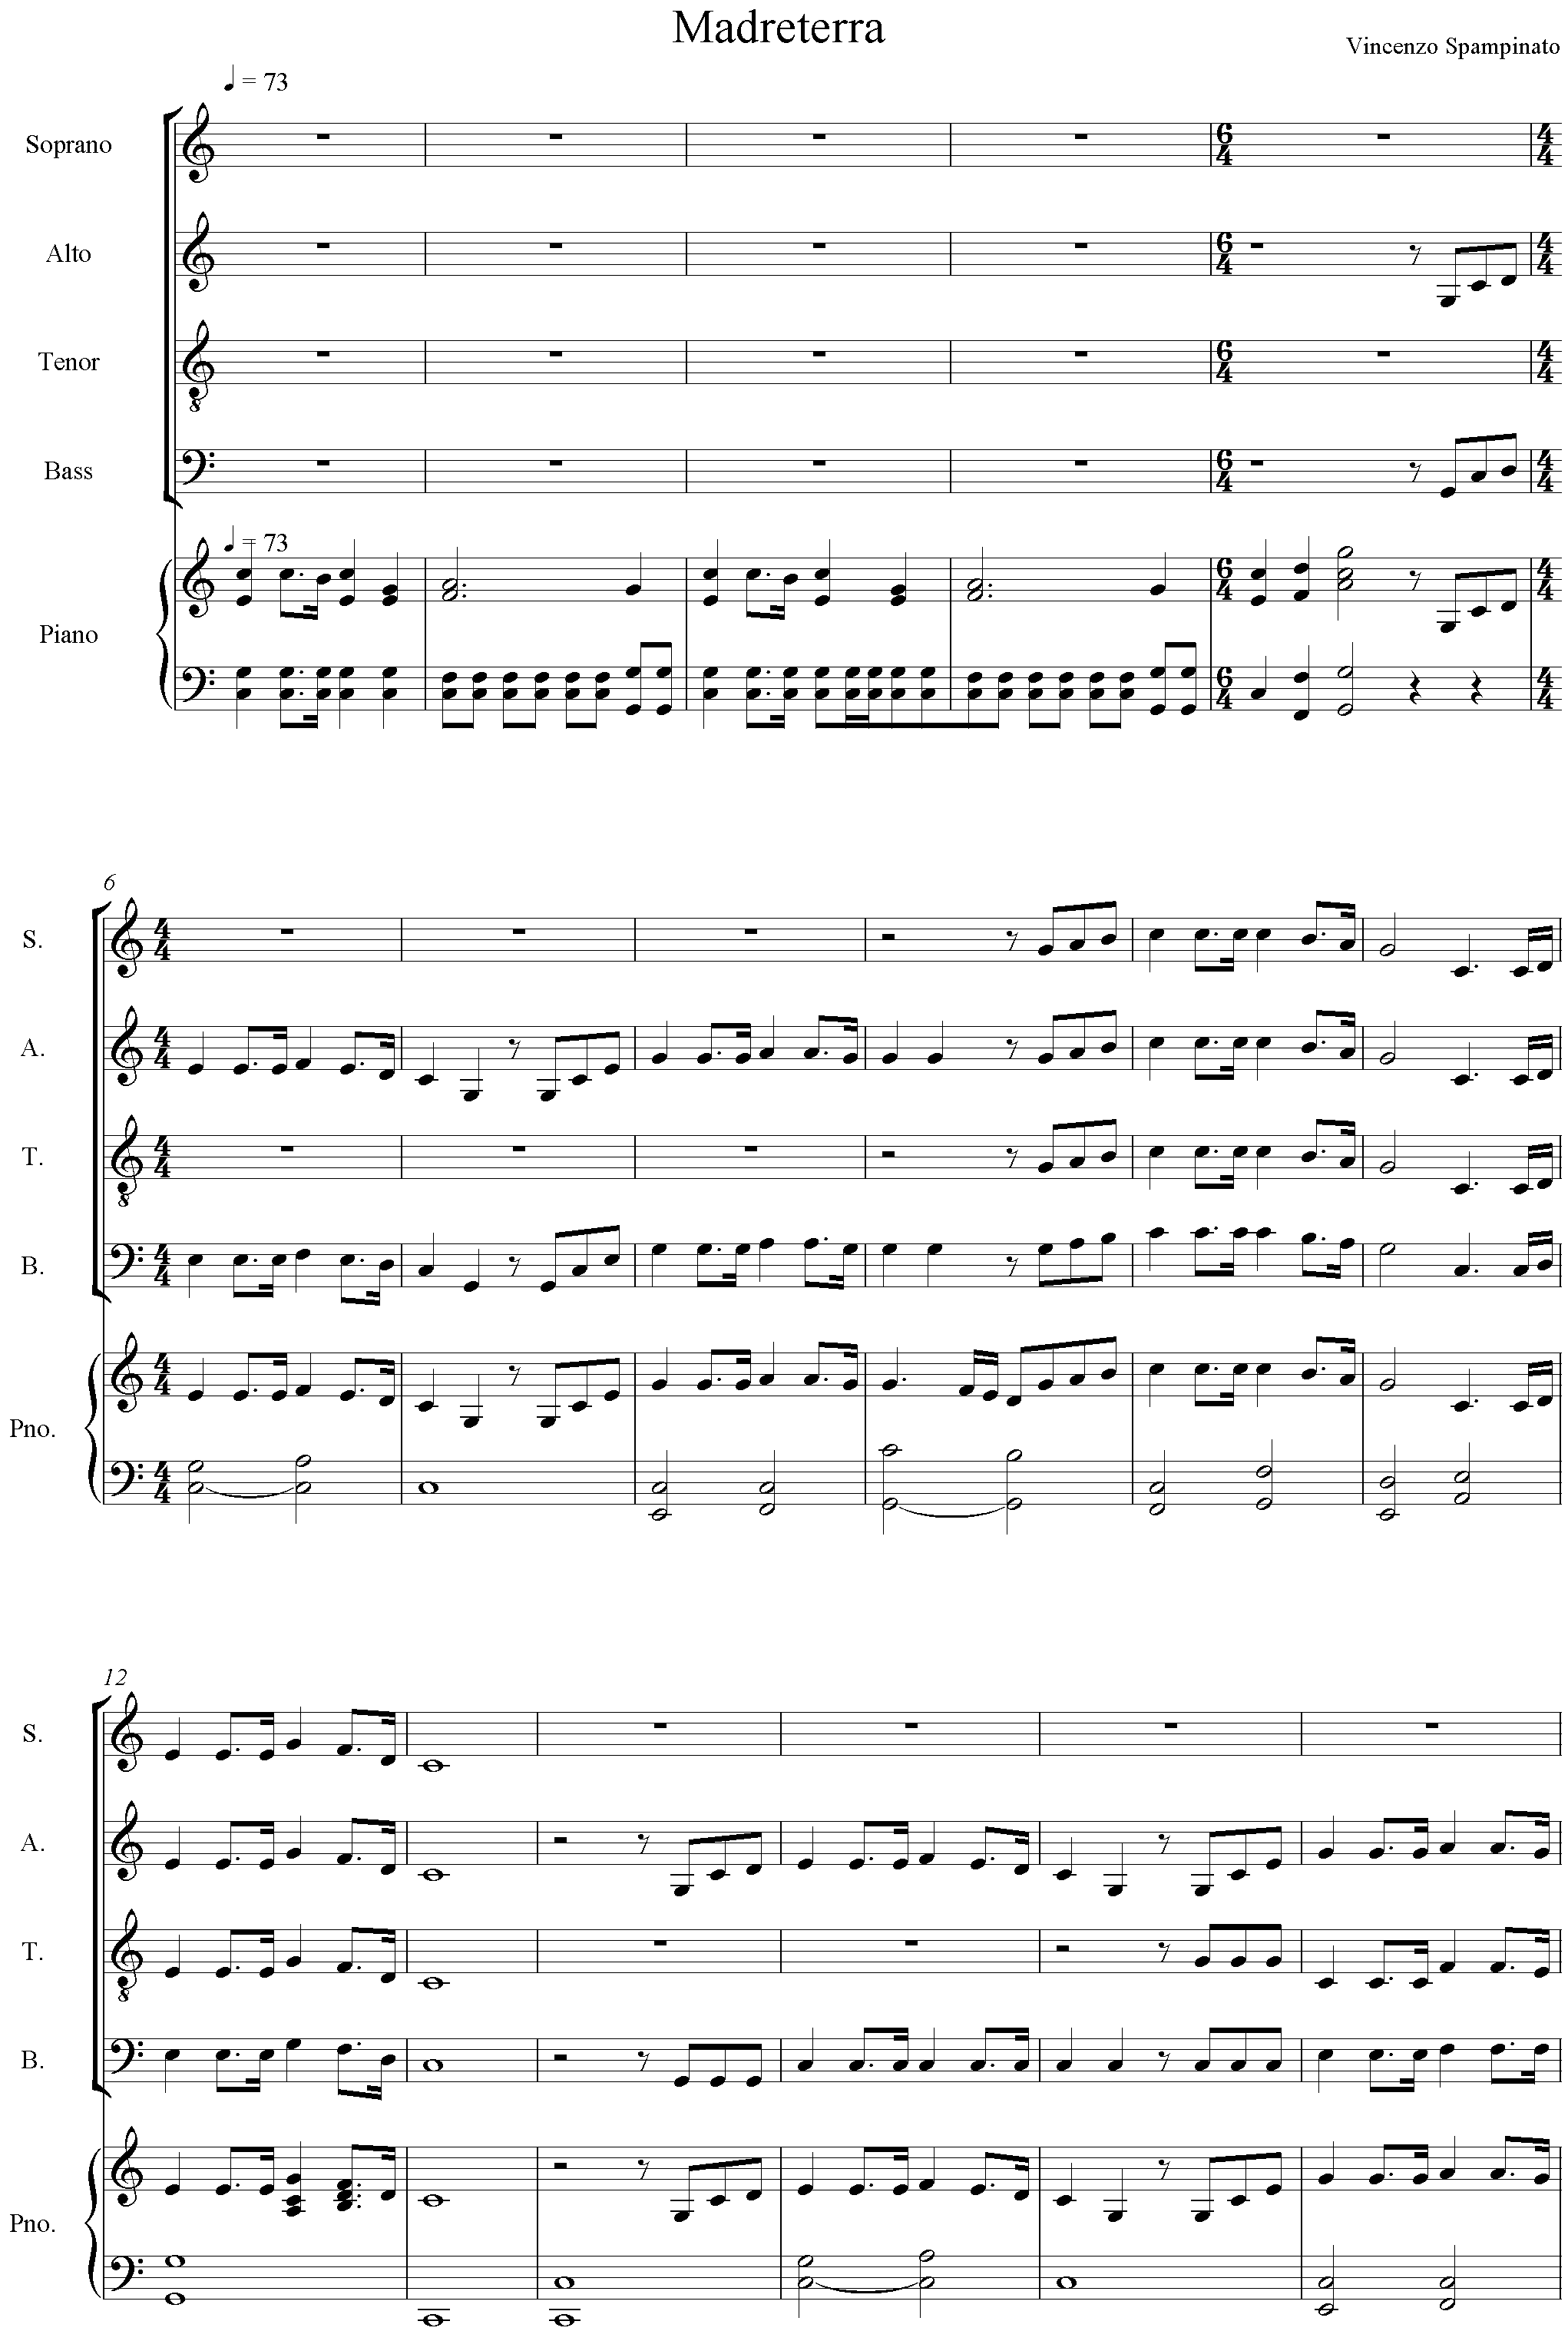 Madreterra
Vincenzo Spampinato
♩ = 73
Soprano
Alto
Tenor
Bass
♩ = 73
Piano
6
S.
A.
T.
B.
Pno.
12
S.
A.
T.
B.
Pno.